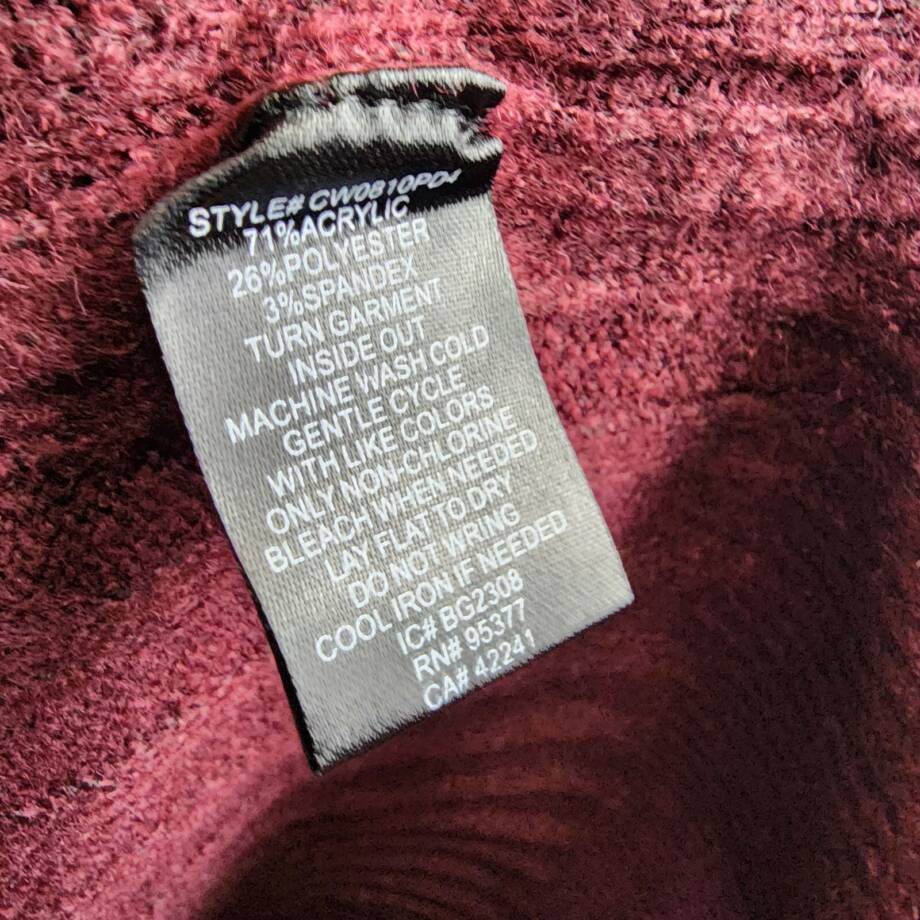 STYLE# CW0810PD4
71%ACRYLIC
26%POLYESTER
3%SPANDEX
TURN GARMENT
INSIDE OUT
MACHINE WASH COLD
GENTLE CYCLE
WITH LIKE COLORS
ONLY NON-CHLORINE
BLEACH WHEN NEEDED
LAY FLAT TO DRY
DO NOT WRING
COOL IRON IF NEEDED
IC# BG2308
RN# 95377
CA# 42241